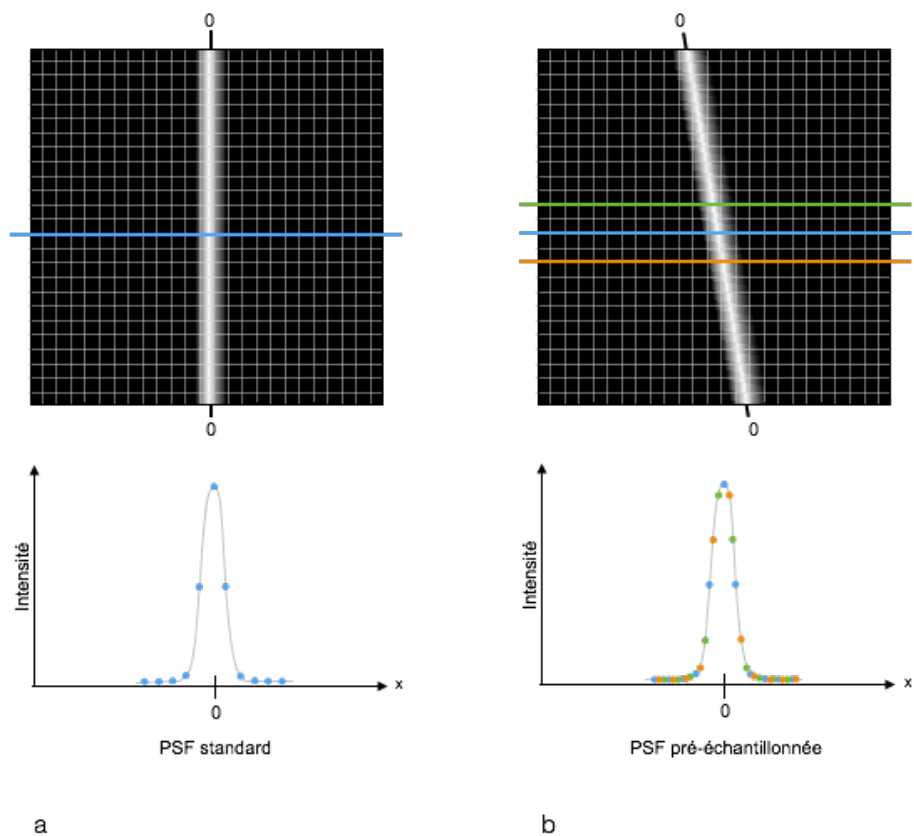 0
0
Intensité
x
0
PSF standard
a
0
0
Intensité
x
0
PSF pré-échantillonnée
b